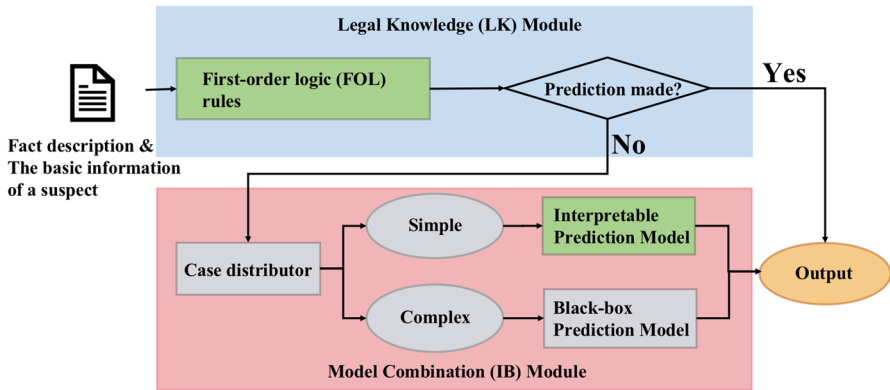 Legal Knowledge (LK) Module
First-order logic (FOL)
rules
Prediction made?
Yes
Fact description &
The basic information
of a suspect
No
Case distributor
Simple
Interpretable
Prediction Model
Complex
Black-box
Prediction Model
Output
Model Combination (IB) Module